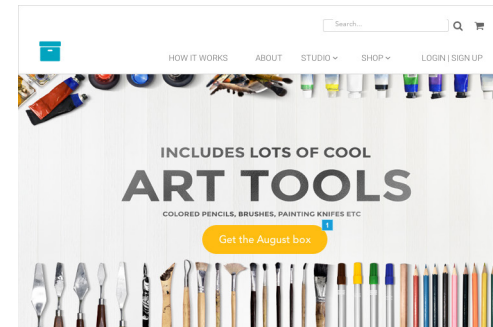 Search...
HOW IT WORKS ABOUT STUDIO SHOP LOGIN | SIGN UP
INCLUDES LOTS OF COOL
ART TOOLS
COLORED PENCILS, BRUSHES, PAINTING KNIFES ETC
1
Get the August box